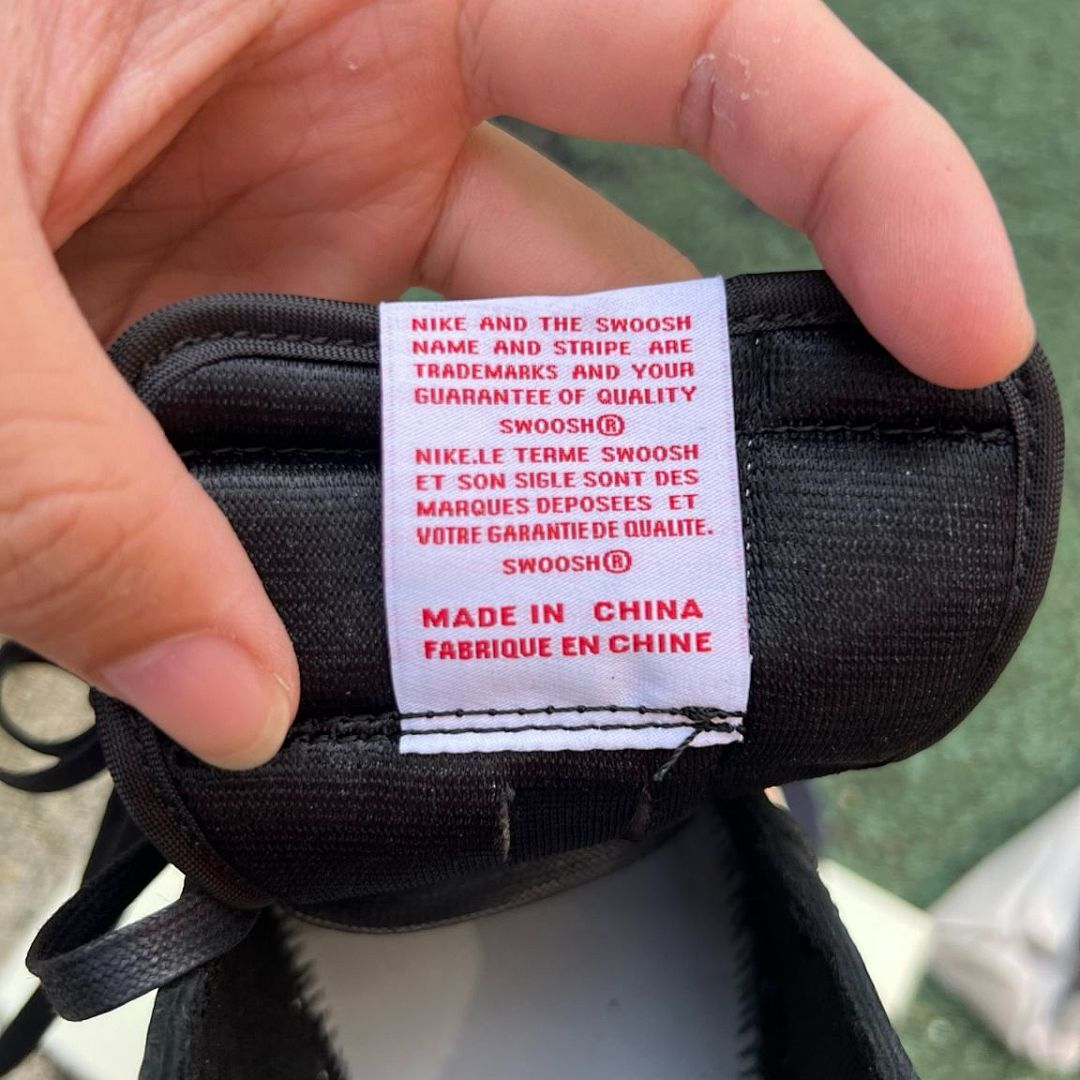 NIKE AND THE SWOOSH
NAME AND STRIPE ARE
TRADEMARKS AND YOUR
GUARANTEE OF QUALITY
SWOOSH®
NIKE.LE TERME SWOOSH
ET SON SIGLE SONT DES
MARQUES DEPOSEES ET
VOTRE GARANTIE DE QUALITE.
SWOOSH®
MADE IN CHINA
FABRIQUE EN CHINE